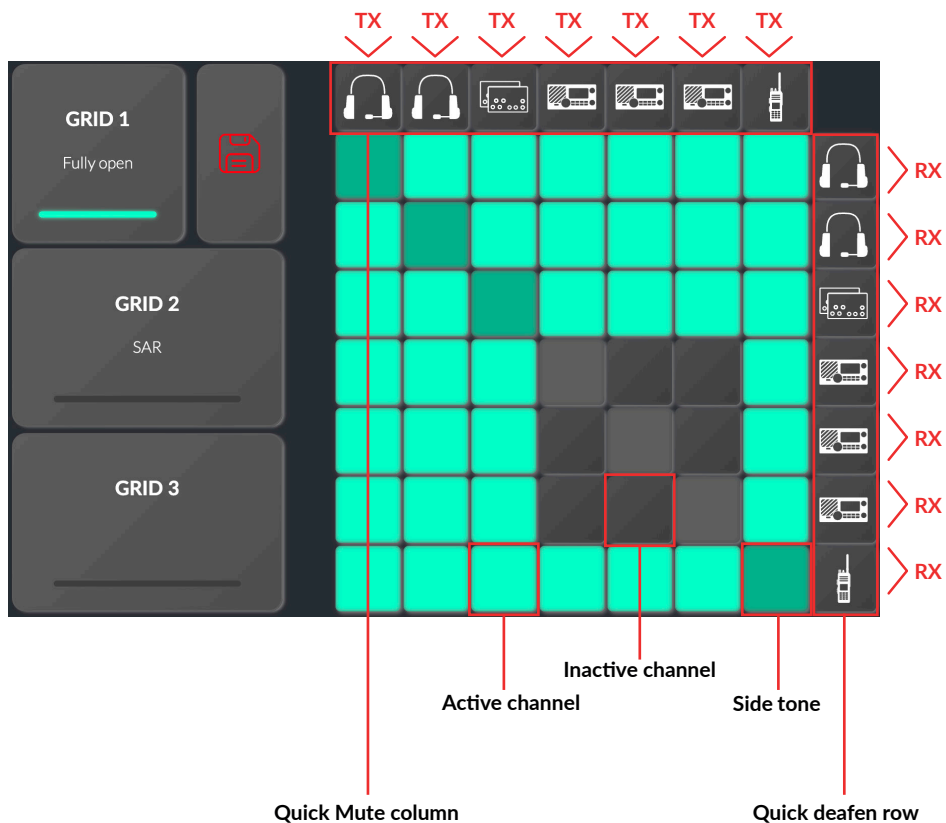 TX TX TX TX TX TX TX
GRID 1
Fully open
RX
RX
GRID 2
SAR
RX
RX
RX
GRID 3
RX
RX
Inactive channel
Active channel
Side tone
Quick Mute column
Quick deafen row